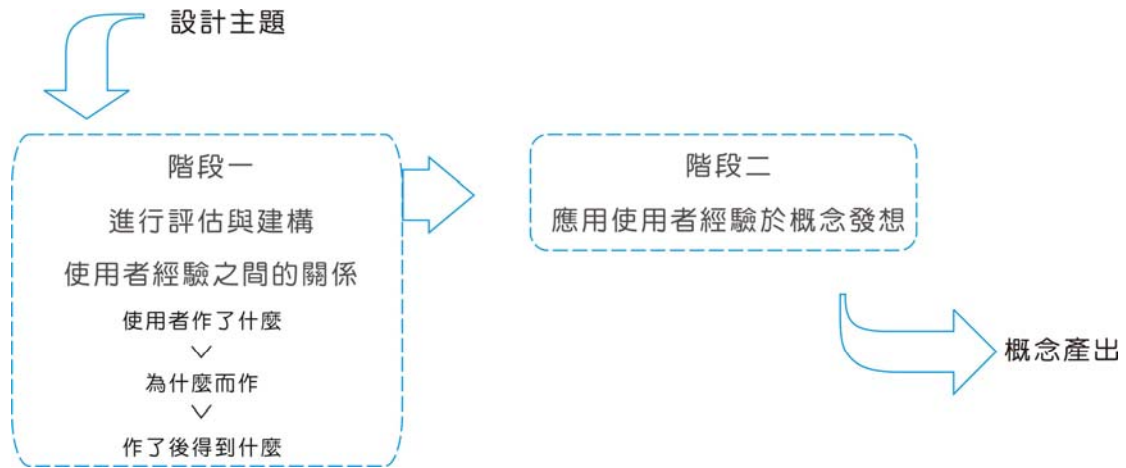 設計主題
階段一
進行評估與建構
使用者經驗之間的關係
使用者作了什麼
為什麼而作
作了後得到什麼
階段二
應用使用者經驗於概念發想
概念產出